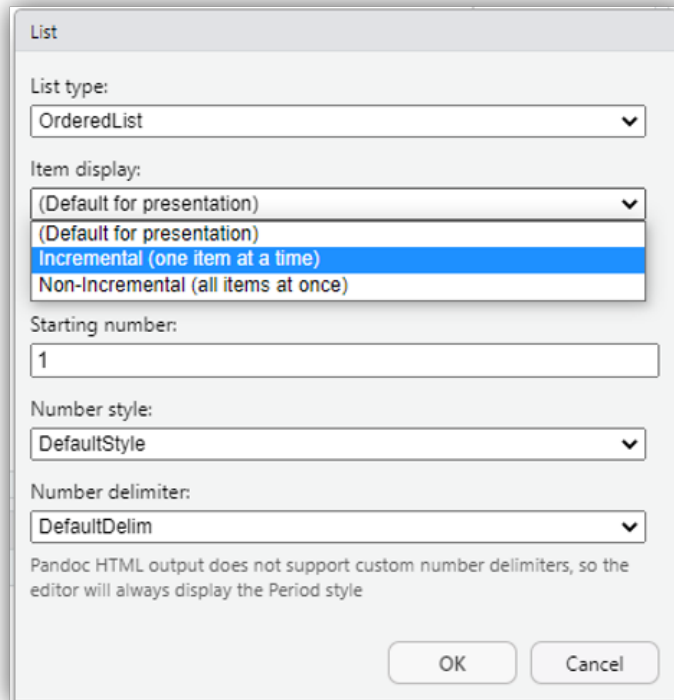 List
List type:
OrderedList
Item display:
(Default for presentation)
(Default for presentation)
Incremental (one item at a time)
Non-Incremental (all items at once)
Starting number:
1
Number style:
DefaultStyle
Number delimiter:
DefaultDelim
Pandoc HTML output does not support custom number delimiters, so the
editor will always display the Period style
OK Cancel